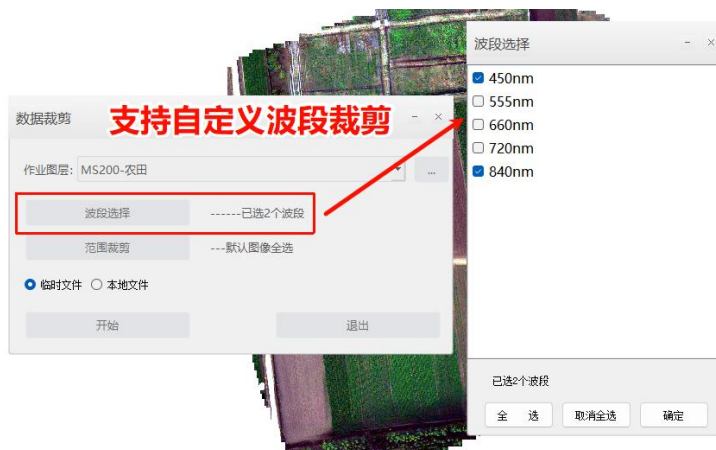 数据裁剪
支持自定义波段裁剪
作业图层: MS200-农田
...
波段选择 ------已选2个波段
范围裁剪 ---默认图像全选
临时文件 本地文件
开始 退出
波段选择
450nm
555nm
660nm
720nm
840nm
已选2个波段
全 选 取消全选 确定